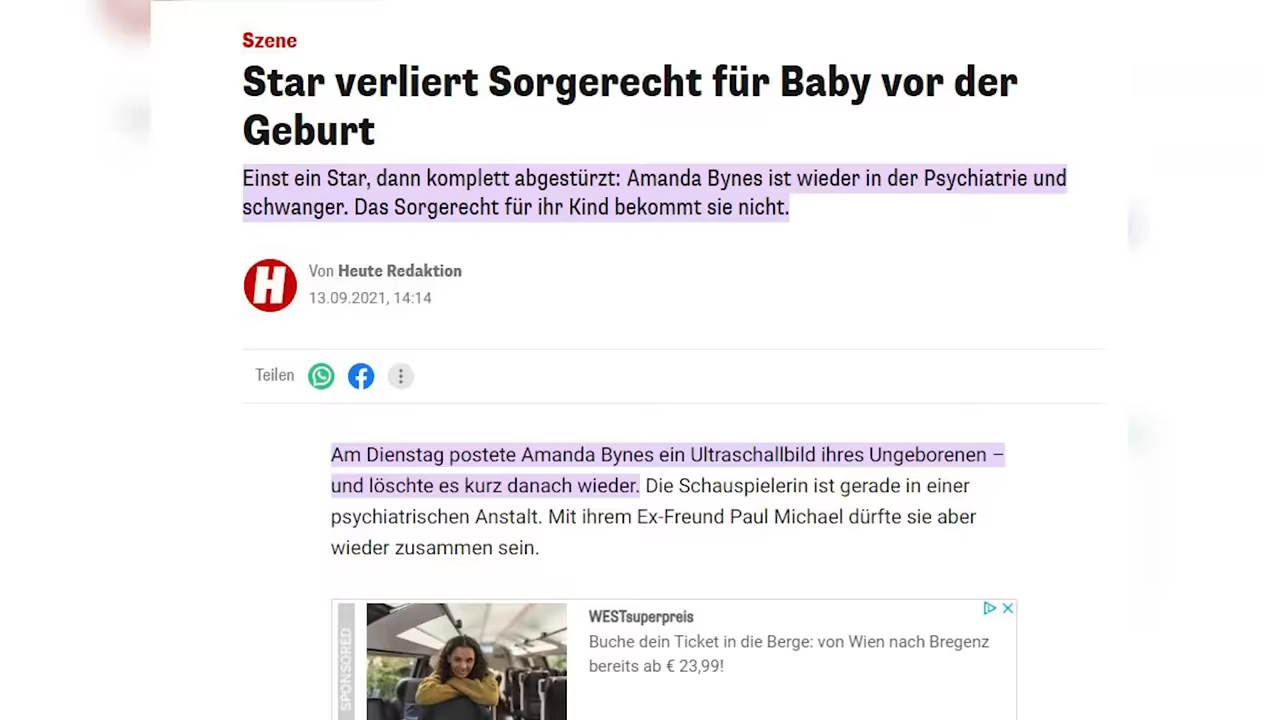 Szene
Star verliert Sorgerecht für Baby vor der
Geburt
Einst ein Star, dann komplett abgestürzt: Amanda Bynes ist wieder in der Psychiatrie und
schwanger. Das Sorgerecht für ihr Kind bekommt sie nicht.
H
Von Heute Redaktion
13.09.2021, 14:14
Teilen
Am Dienstag postete Amanda Bynes ein Ultraschallbild ihres Ungeborenen –
und löschte es kurz danach wieder. Die Schauspielerin ist gerade in einer
psychiatrischen Anstalt. Mit ihrem Ex-Freund Paul Michael dürfte sie aber
wieder zusammen sein.
SPONSORED
WESTsuperpreis
Buche dein Ticket in die Berge: von Wien nach Bregenz
bereits ab € 23,99!